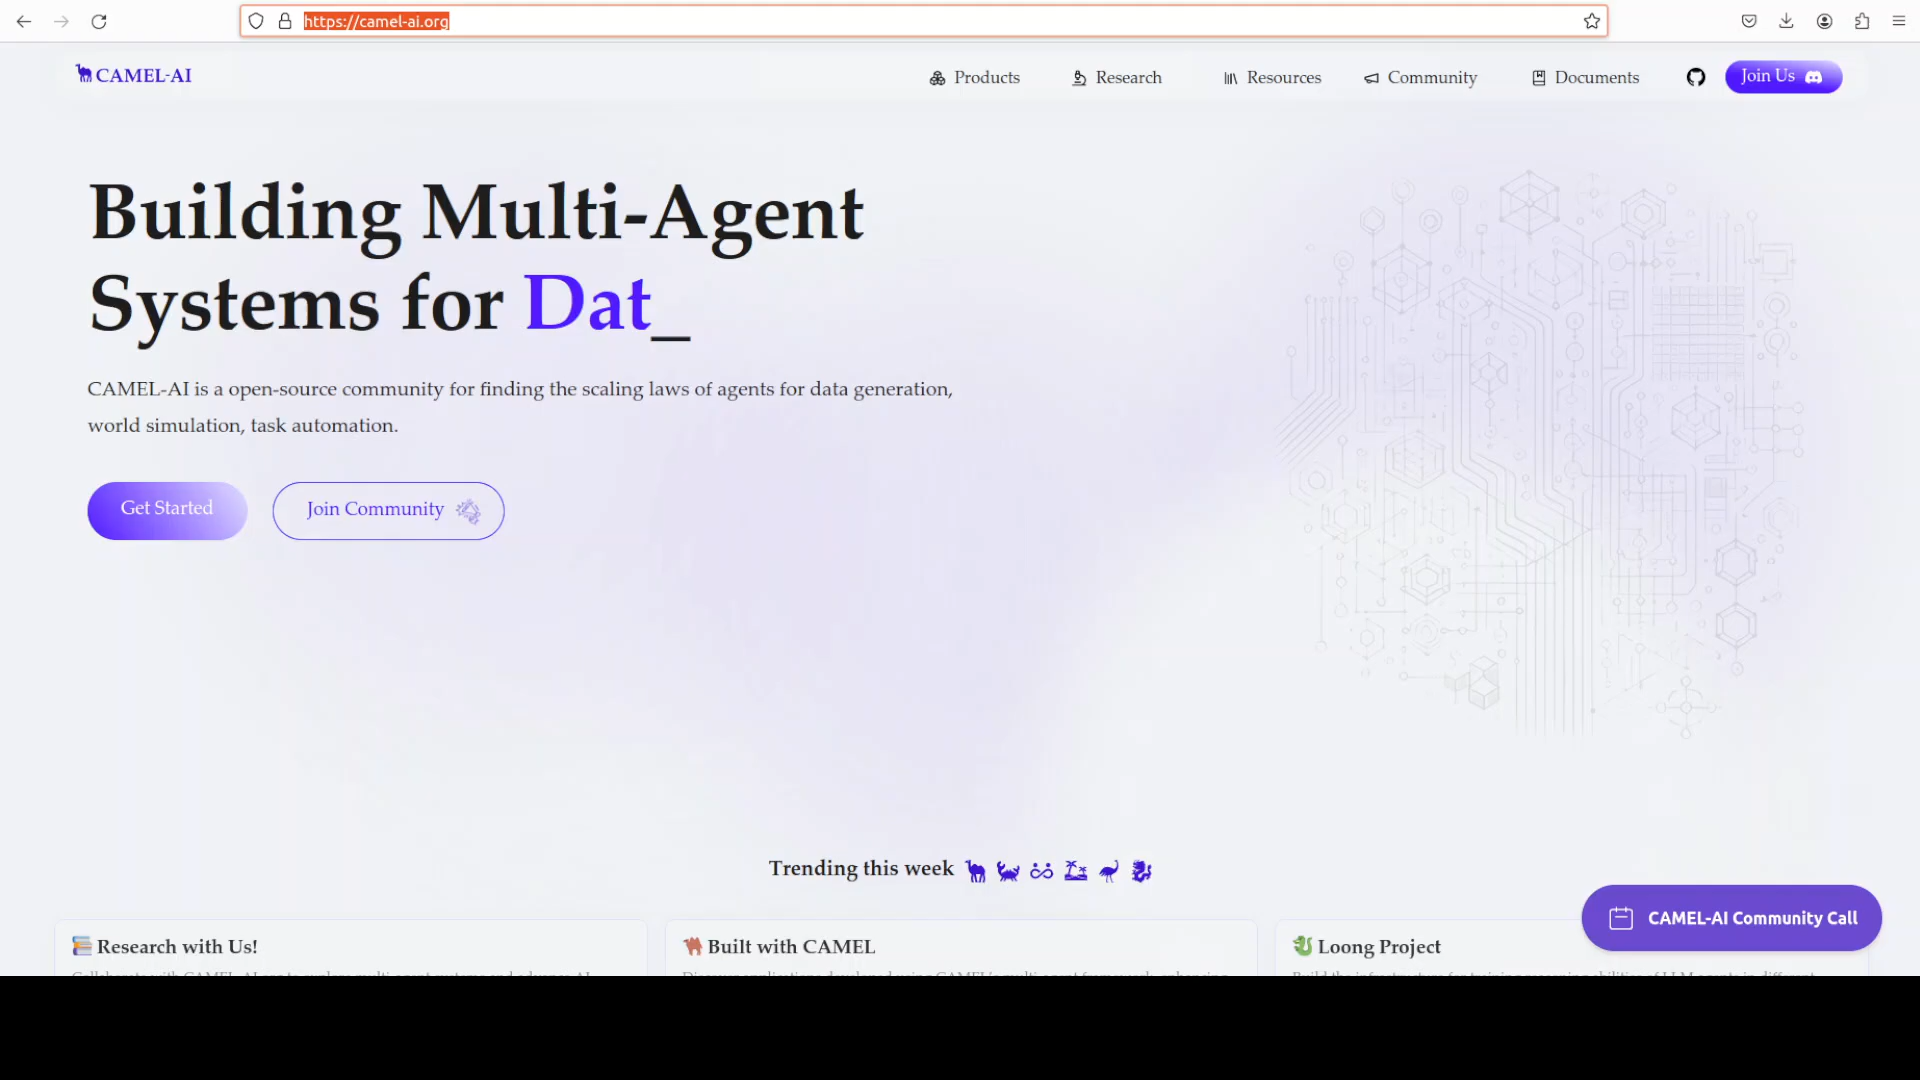 https://camel-ai.org
CAMEL-AI
Products
Research
Resources
Community
Documents
Join Us
Building Multi-Agent
Systems for Dat_
CAMEL-AI is a open-source community for finding the scaling laws of agents for data generation,
world simulation, task automation.
Get Started
Join Community
Trending this week
Research with Us!
Built with CAMEL
Loong Project
CAMEL-AI Community Call